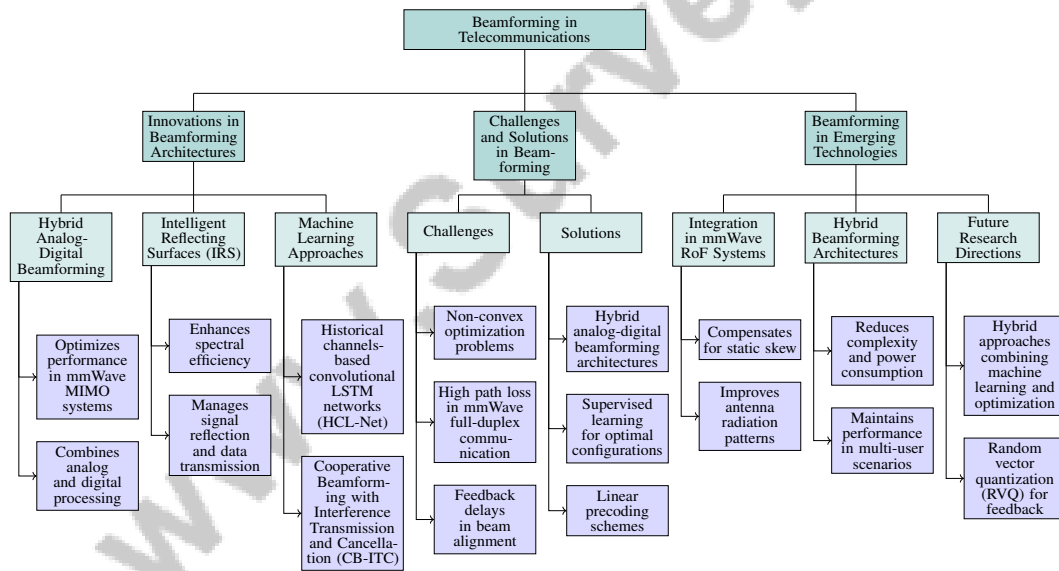 Beamforming in
Telecommunications
Innovations in
Beamforming
Architectures
Challenges
and Solutions
in Beam-
forming
Beamforming
in Emerging
Technologies
Hybrid
Analog-
Digital
Beamforming
Intelligent
Reflecting
Surfaces (IRS)
Machine
Learning
Approaches
Challenges
Solutions
Integration
in mmWave
RoF Systems
Hybrid
Beamforming
Architectures
Future
Research
Directions
Optimizes
performance
in mmWave
MIMO
systems
Combines
analog
and digital
processing
Enhances
spectral
efficiency
Manages
signal
reflection
and data
transmission
Historical
channels-
based
convolutional
LSTM
networks
(HCL-Net)
Cooperative
Beamform-
ing with
Interference
Transmission
and Cancella-
tion (CB-ITC)
Non-convex
optimization
problems
High path loss
in mmWave
full-duplex
commu-
nication
Feedback
delays
in beam
alignment
Hybrid
analog-digital
beamforming
architectures
Supervised
learning
for optimal
configurations
Linear
precoding
schemes
Compensates
for static skew
Improves
antenna
radiation
patterns
Reduces
complexity
and power
consumption
Maintains
performance
in multi-user
scenarios
Hybrid
approaches
combining
machine
learning and
optimization
Random
vector
quantization
(RVQ) for
feedback